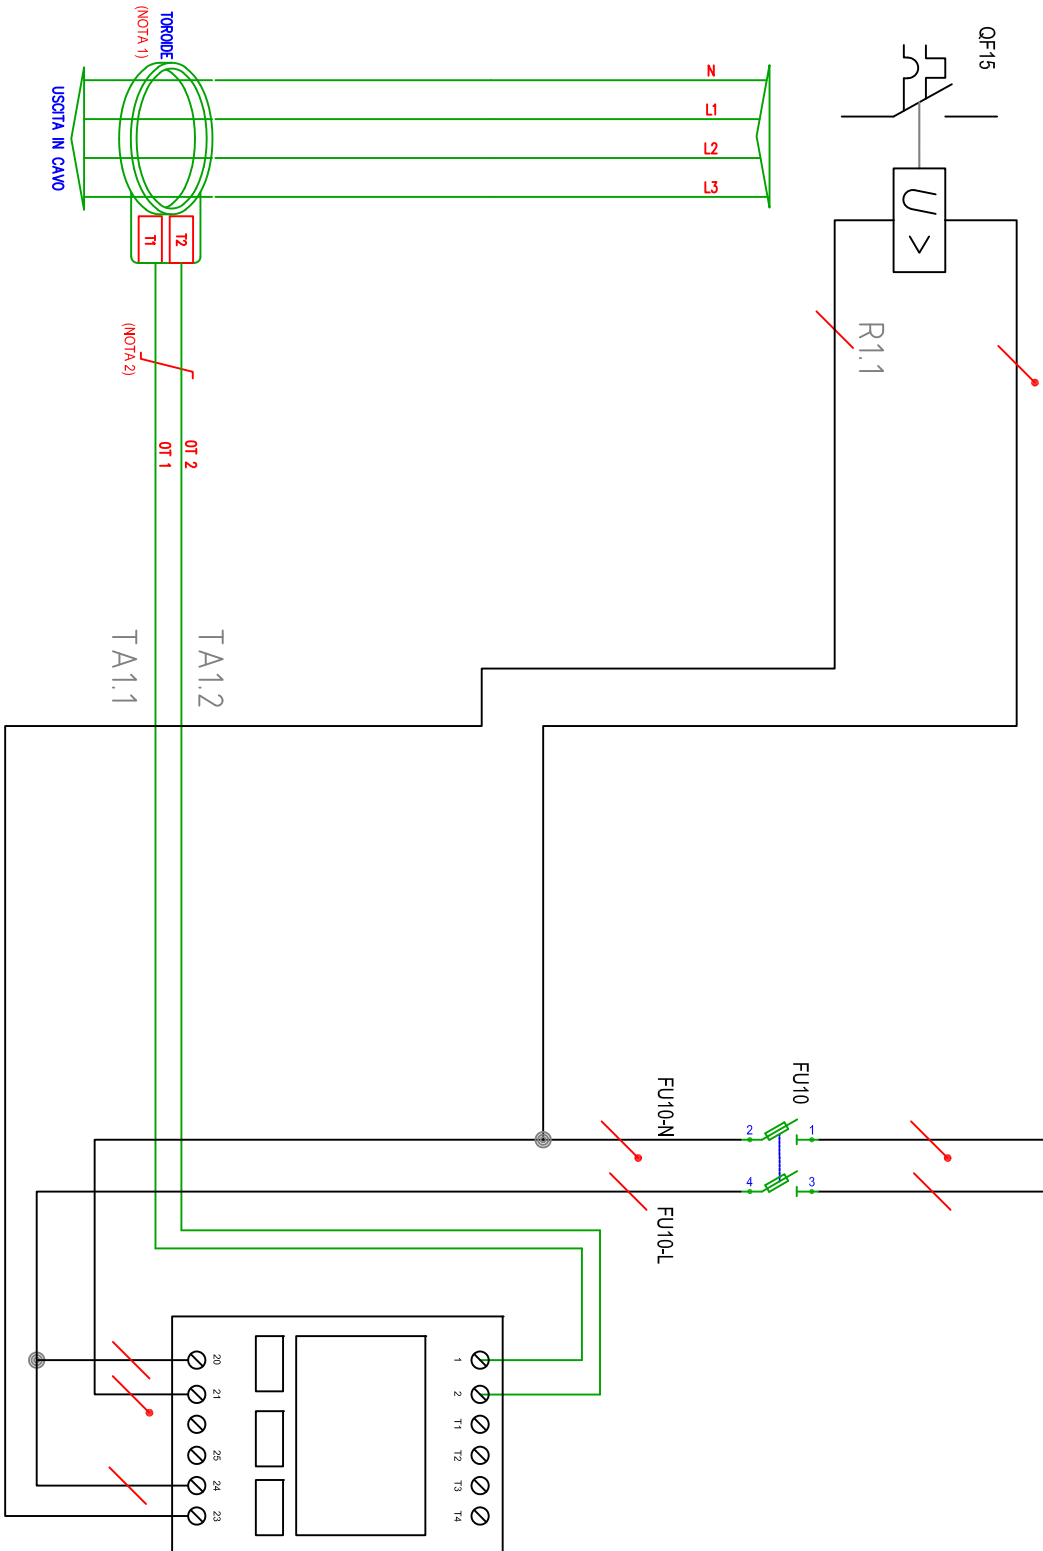 QF15
TOROIDE
(NOTA 1)
USCITA IN CAVO
N
L1
L2
L3
U >
T1
T2
(NOTA 2)
R1.1
OT 2
OT 1
TA1.2
TA1.1
FU10
FU10-N
FU10-L
2
1
4
3
20
21
25
24
23
1
2
T1
T2
T3
T4